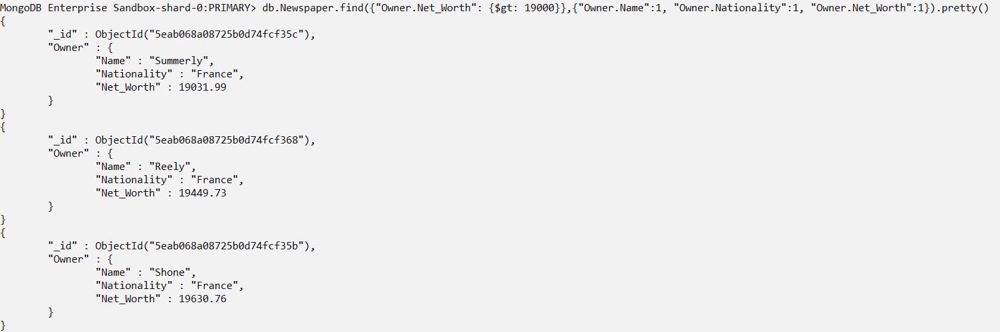 MongoDB Enterprise Sandbox-shard-0:PRIMARY> db.Newspaper.find({"Owner.Net_Worth": {$gt: 19000}},{"Owner.Name":1, "Owner.Nationality":1, "Owner.Net_Worth":1}).pretty()
{
        "_id" : ObjectId("5eab068a08725b0d74fcf35c"),
        "Owner" : {
                "Name" : "Summerly",
                "Nationality" : "France",
                "Net_Worth" : 19031.99
        }
}
{
        "_id" : ObjectId("5eab068a08725b0d74fcf368"),
        "Owner" : {
                "Name" : "Reely",
                "Nationality" : "France",
                "Net_Worth" : 19449.73
        }
}
{
        "_id" : ObjectId("5eab068a08725b0d74fcf35b"),
        "Owner" : {
                "Name" : "Shone",
                "Nationality" : "France",
                "Net_Worth" : 19630.76
        }
}